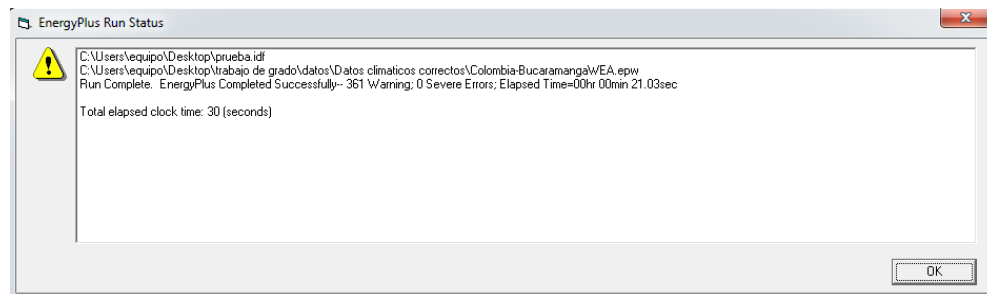 EnergyPlus Run Status
C:\Users\equipo\Desktop\prueba.idf
C:\Users\equipo\Desktop\trabajo de grado\datos\Datos climaticos correctos\Colombia-BucaramangaWEA.epw
Run Complete.  EnergyPlus Completed Successfully-- 361 Warning; 0 Severe Errors; Elapsed Time=00hr 00min 21.03sec
Total elapsed clock time: 30 (seconds)
OK